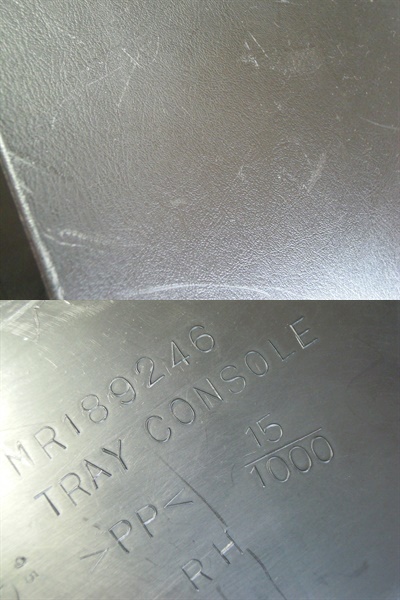 MR189246
TRAY CONSOLE
15
1000
>PP<
RH